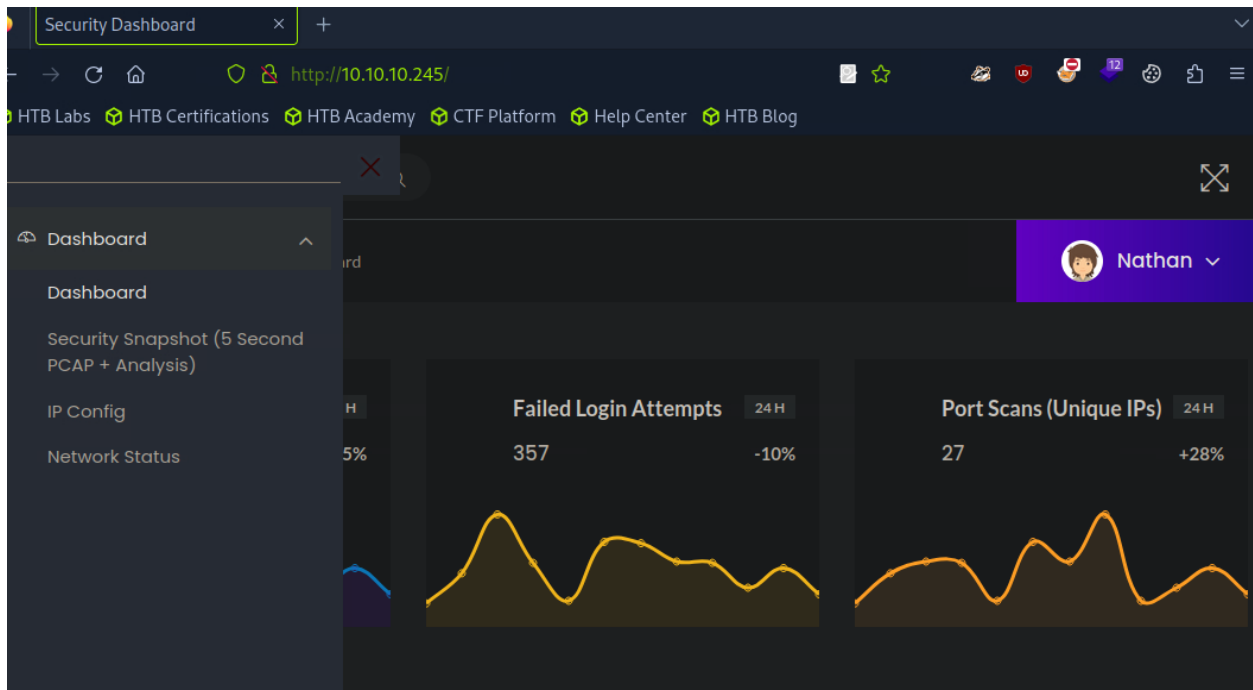 Security Dashboard
http://10.10.10.245/
12
HTB Labs HTB Certifications HTB Academy CTF Platform Help Center HTB Blog
Dashboard
Nathan
Dashboard
Security Snapshot (5 Second
PCAP + Analysis)
IP Config
Network Status
H
5%
Failed Login Attempts 24 H
357 -10%
Port Scans (Unique IPs) 24 H
27 +28%